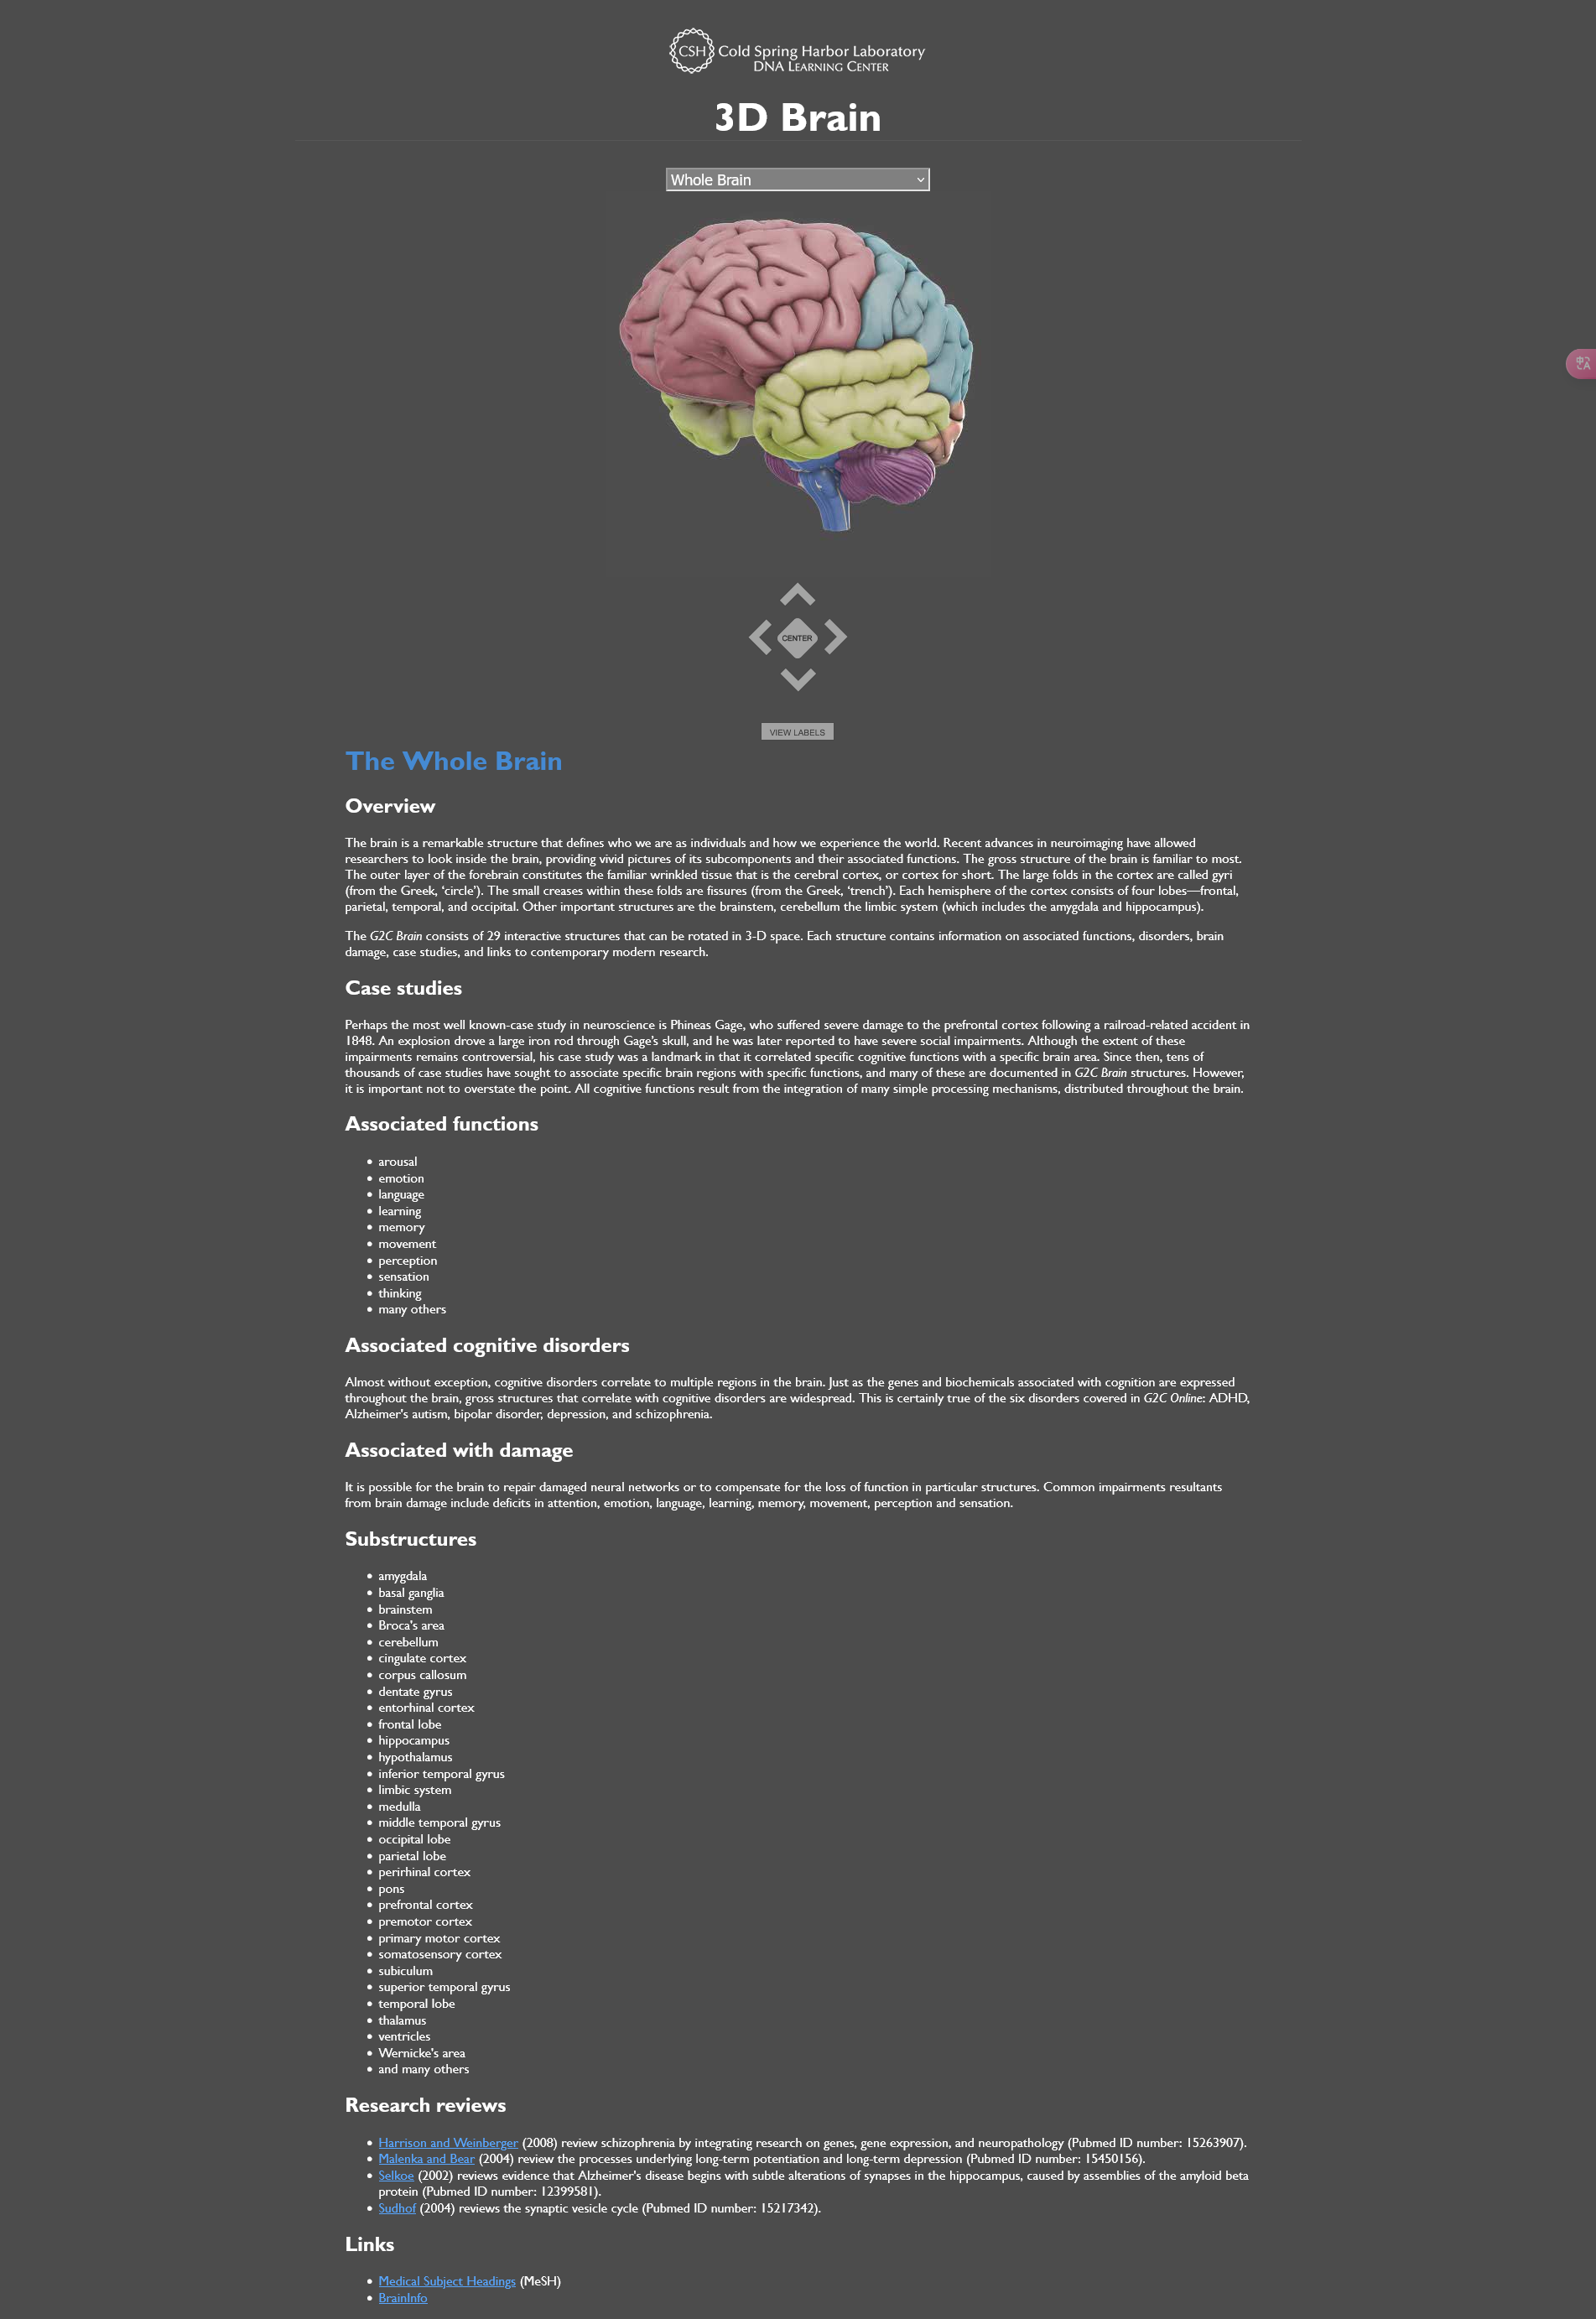 CSH Cold Spring Harbor Laboratory
DNA LEARNING CENTER
3D Brain
Whole Brain
中A
CENTER
VIEW LABELS
The Whole Brain
Overview
The brain is a remarkable structure that defines who we are as individuals and how we experience the world. Recent advances in neuroimaging have allowed
researchers to look inside the brain, providing vivid pictures of its subcomponents and their associated functions. The gross structure of the brain is familiar to most.
The outer layer of the forebrain constitutes the familiar wrinkled tissue that is the cerebral cortex, or cortex for short. The large folds in the cortex are called gyri
(from the Greek, ‘circle’). The small creases within these folds are fissures (from the Greek, ‘trench’). Each hemisphere of the cortex consists of four lobes—frontal,
parietal, temporal, and occipital. Other important structures are the brainstem, cerebellum the limbic system (which includes the amygdala and hippocampus).
The G2C Brain consists of 29 interactive structures that can be rotated in 3-D space. Each structure contains information on associated functions, disorders, brain
damage, case studies, and links to contemporary modern research.
Case studies
Perhaps the most well known-case study in neuroscience is Phineas Gage, who suffered severe damage to the prefrontal cortex following a railroad-related accident in
1848. An explosion drove a large iron rod through Gage’s skull, and he was later reported to have severe social impairments. Although the extent of these
impairments remains controversial, his case study was a landmark in that it correlated specific cognitive functions with a specific brain area. Since then, tens of
thousands of case studies have sought to associate specific brain regions with specific functions, and many of these are documented in G2C Brain structures. However,
it is important not to overstate the point. All cognitive functions result from the integration of many simple processing mechanisms, distributed throughout the brain.
Associated functions
• arousal
• emotion
• language
• learning
• memory
• movement
• perception
• sensation
• thinking
• many others
Associated cognitive disorders
Almost without exception, cognitive disorders correlate to multiple regions in the brain. Just as the genes and biochemicals associated with cognition are expressed
throughout the brain, gross structures that correlate with cognitive disorders are widespread. This is certainly true of the six disorders covered in G2C Online: ADHD,
Alzheimer's autism, bipolar disorder, depression, and schizophrenia.
Associated with damage
It is possible for the brain to repair damaged neural networks or to compensate for the loss of function in particular structures. Common impairments resultants
from brain damage include deficits in attention, emotion, language, learning, memory, movement, perception and sensation.
Substructures
• amygdala
• basal ganglia
• brainstem
• Broca's area
• cerebellum
• cingulate cortex
• corpus callosum
• dentate gyrus
• entorhinal cortex
• frontal lobe
• hippocampus
• hypothalamus
• inferior temporal gyrus
• limbic system
• medulla
• middle temporal gyrus
• occipital lobe
• parietal lobe
• perirhinal cortex
• pons
• prefrontal cortex
• premotor cortex
• primary motor cortex
• somatosensory cortex
• subiculum
• superior temporal gyrus
• temporal lobe
• thalamus
• ventricles
• Wernicke's area
• and many others
Research reviews
• Harrison and Weinberger (2008) review schizophrenia by integrating research on genes, gene expression, and neuropathology (Pubmed ID number: 15263907).
• Malenka and Bear (2004) review the processes underlying long-term potentiation and long-term depression (Pubmed ID number: 15450156).
• Selkoe (2002) reviews evidence that Alzheimer's disease begins with subtle alterations of synapses in the hippocampus, caused by assemblies of the amyloid beta
protein (Pubmed ID number: 12399581).
• Sudhof (2004) reviews the synaptic vesicle cycle (Pubmed ID number: 15217342).
Links
• Medical Subject Headings (MeSH)
• BrainInfo